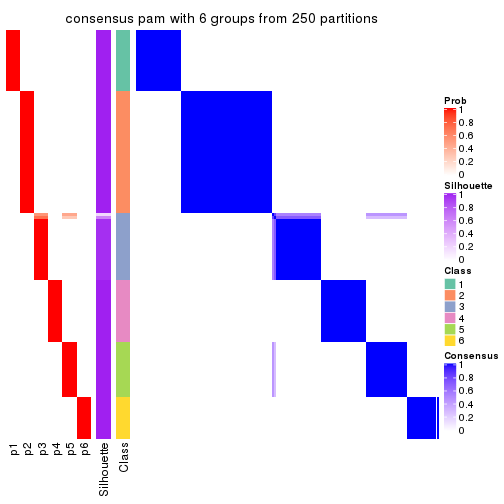 consensus pam with 6 groups from 250 partitions
Prob
1
0.8
0.6
0.4
0.2
0
Silhouette
1
0.8
0.6
0.4
0.2
0
Class
1
2
3
4
5
6
Consensus
1
0.8
0.6
0.4
0.2
0
p1
p2
p3
p4
p5
p6
Silhouette
Class